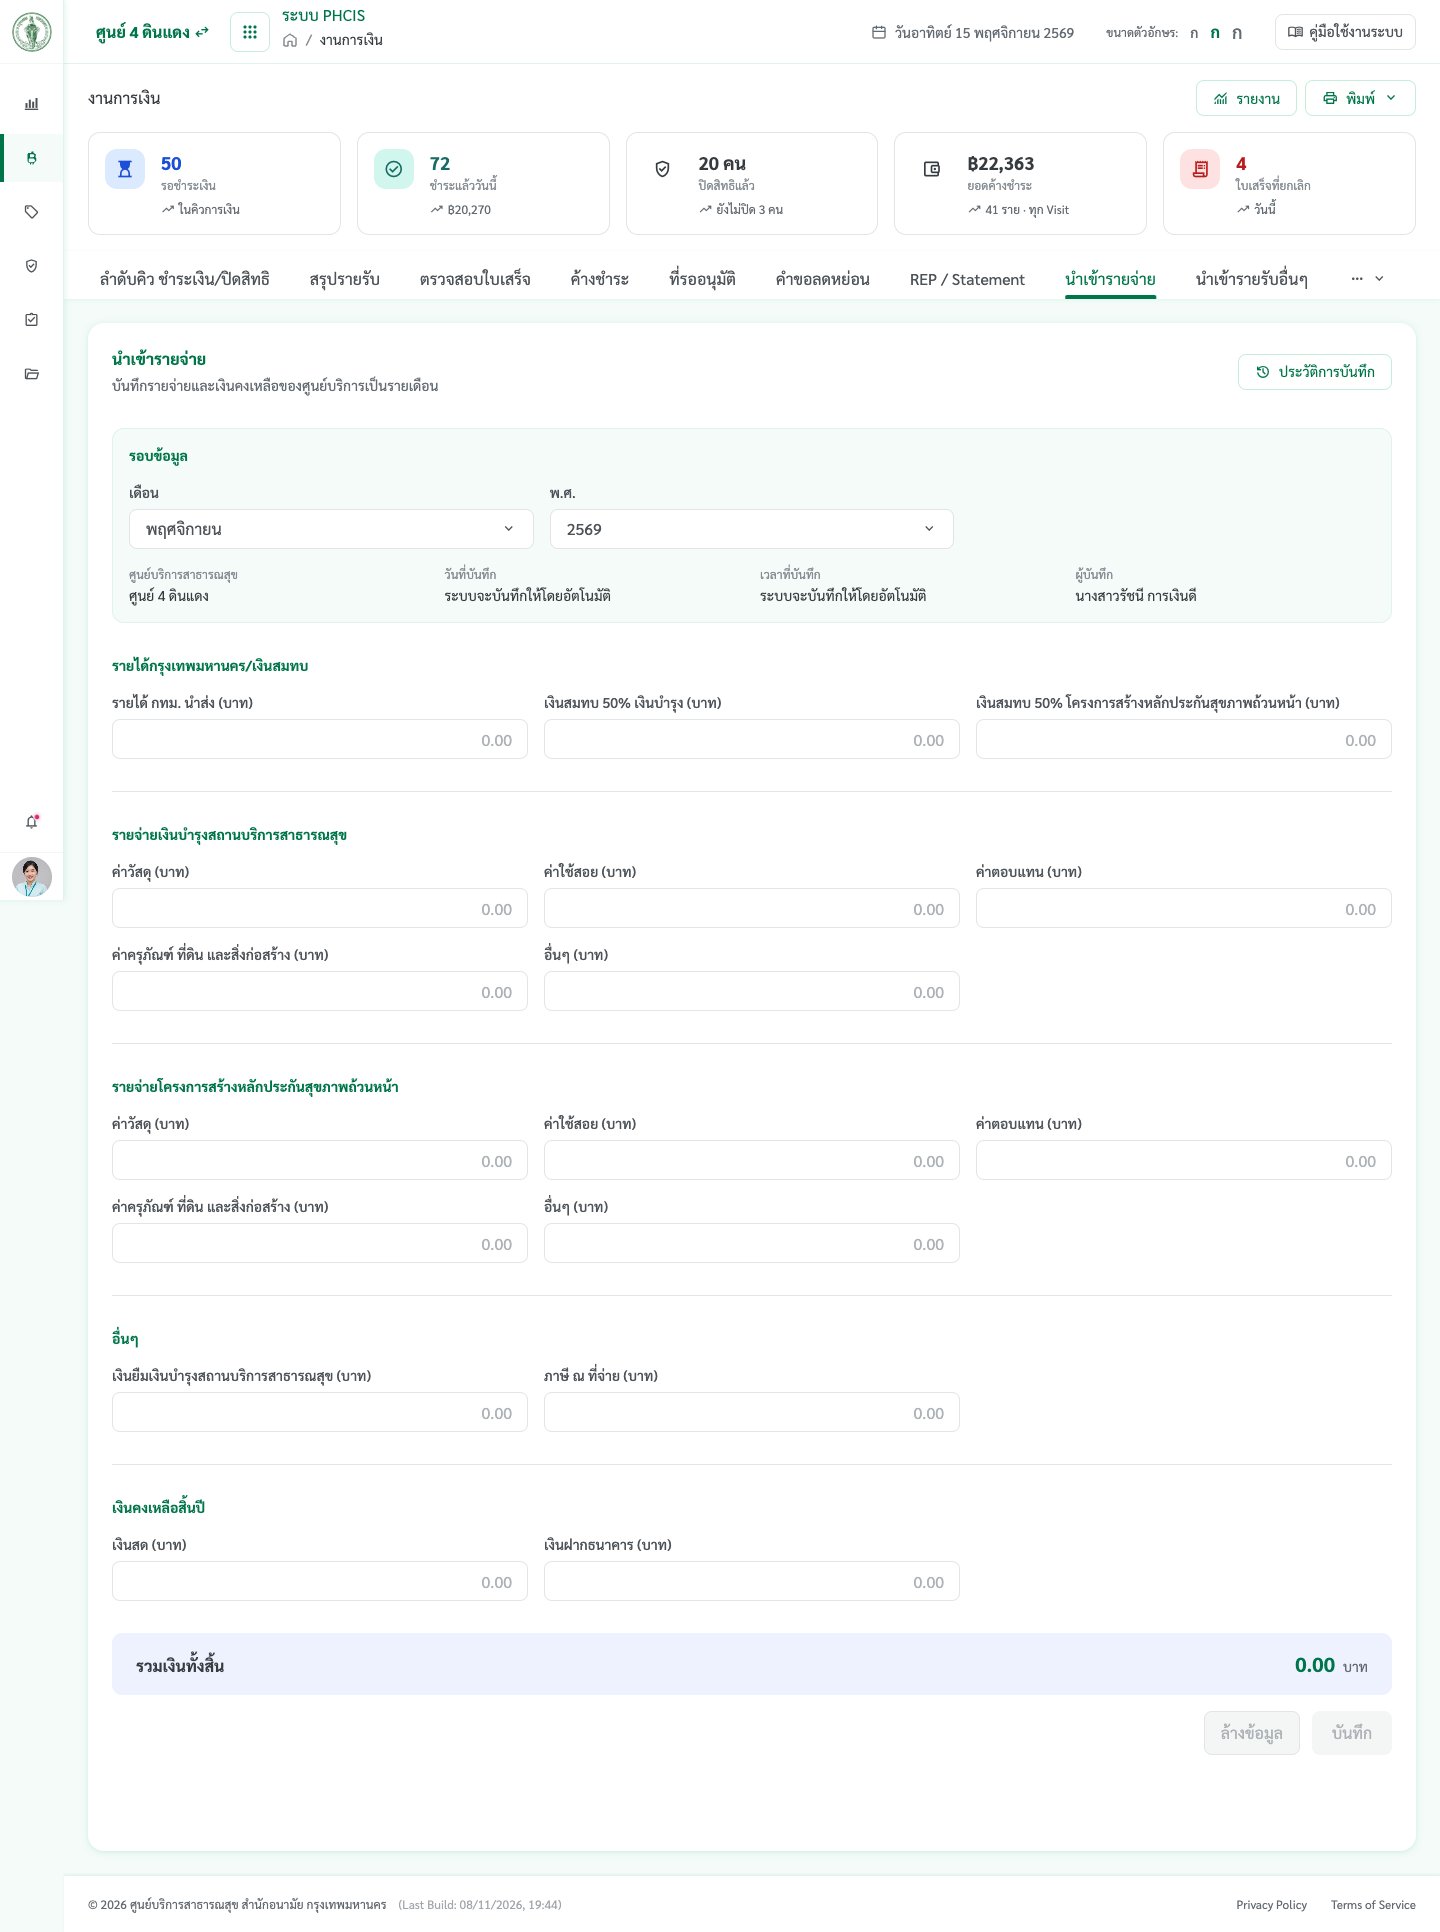 ศูนย์ 4 ดินแดง
ระบบ PHCIS
/ งานการเงิน
วันอาทิตย์ 15 พฤศจิกายน 2569
ขนาดตัวอักษร: ก ก ก
คู่มือใช้งานระบบ
งานการเงิน
รายงาน
พิมพ์
50
รอชำระเงิน
ในคิวการเงิน
72
ชำระแล้ววันนี้
฿20,270
20 คน
ปิดสิทธิแล้ว
ยังไม่ปิด 3 คน
฿22,363
ยอดค้างชำระ
41 ราย · ทุก Visit
4
ใบเสร็จที่ยกเลิก
วันนี้
ลำดับคิว ชำระเงิน/ปิดสิทธิ
สรุปรายรับ
ตรวจสอบใบเสร็จ
ค้างชำระ
ที่รออนุมัติ
คำขอลดหย่อน
REP / Statement
นำเข้ารายจ่าย
นำเข้ารายรับอื่นๆ
นำเข้ารายจ่าย
บันทึกรายจ่ายและเงินคงเหลือของศูนย์บริการเป็นรายเดือน
ประวัติการบันทึก
รอบข้อมูล
เดือน
พ.ศ.
พฤศจิกายน
2569
ศูนย์บริการสาธารณสุข
วันที่บันทึก
เวลาที่บันทึก
ผู้บันทึก
ศูนย์ 4 ดินแดง
ระบบจะบันทึกให้โดยอัตโนมัติ
ระบบจะบันทึกให้โดยอัตโนมัติ
นางสาวรัชนี การเงินดี
รายได้กรุงเทพมหานคร/เงินสมทบ
รายได้ กทม. นำส่ง (บาท)
เงินสมทบ 50% เงินบำรุง (บาท)
เงินสมทบ 50% โครงการสร้างหลักประกันสุขภาพถ้วนหน้า (บาท)
0.00
0.00
0.00
รายจ่ายเงินบำรุงสถานบริการสาธารณสุข
ค่าวัสดุ (บาท)
ค่าใช้สอย (บาท)
ค่าตอบแทน (บาท)
0.00
0.00
0.00
ค่าครุภัณฑ์ ที่ดิน และสิ่งก่อสร้าง (บาท)
อื่นๆ (บาท)
0.00
0.00
รายจ่ายโครงการสร้างหลักประกันสุขภาพถ้วนหน้า
ค่าวัสดุ (บาท)
ค่าใช้สอย (บาท)
ค่าตอบแทน (บาท)
0.00
0.00
0.00
ค่าครุภัณฑ์ ที่ดิน และสิ่งก่อสร้าง (บาท)
อื่นๆ (บาท)
0.00
0.00
อื่นๆ
เงินยืมเงินบำรุงสถานบริการสาธารณสุข (บาท)
ภาษี ณ ที่จ่าย (บาท)
0.00
0.00
เงินคงเหลือสิ้นปี
เงินสด (บาท)
เงินฝากธนาคาร (บาท)
0.00
0.00
รวมเงินทั้งสิ้น
0.00 บาท
ล้างข้อมูล
บันทึก
© 2026 ศูนย์บริการสาธารณสุข สำนักอนามัย กรุงเทพมหานคร (Last Build: 08/11/2026, 19:44)
Privacy Policy
Terms of Service